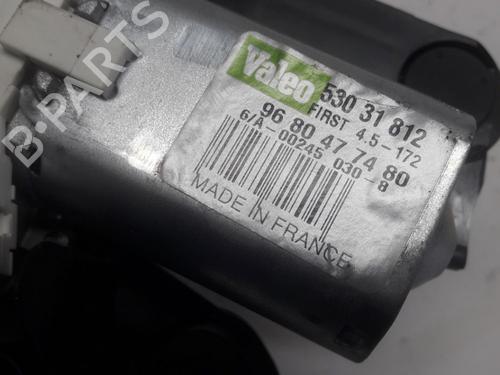 Valeo
530 31 812
FIRST 4.5-172
96 80 47 74 80
6/A-00245 030-8
MADE IN FRANCE
B-PARTS